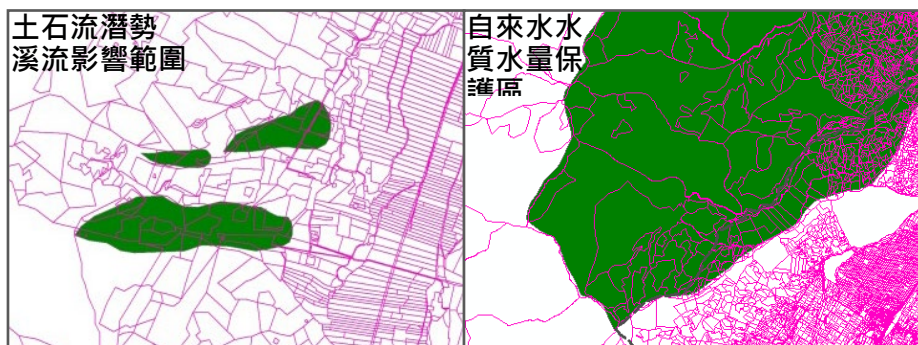 土石流潛勢
溪流影響範圍
自來水水
質水量保
護區